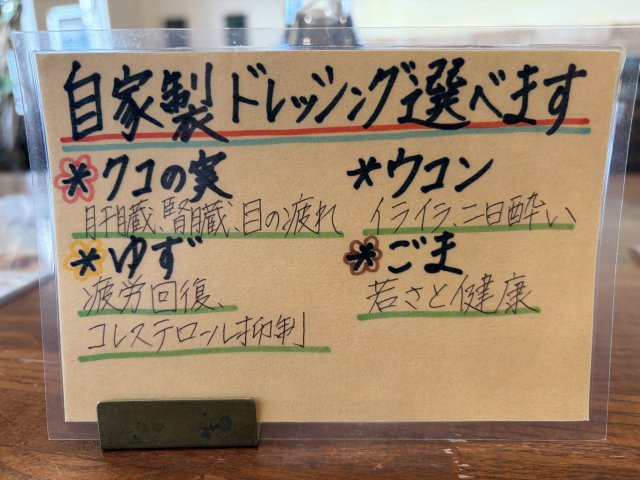 自家製ドレッシング選べます
*クコの実
肝臓、腎臓、目の疲れ
*ウコン
イライラ、二日酔い
*ゆず
疲労回復、
コレステロール抑制
*ごま
若さと健康